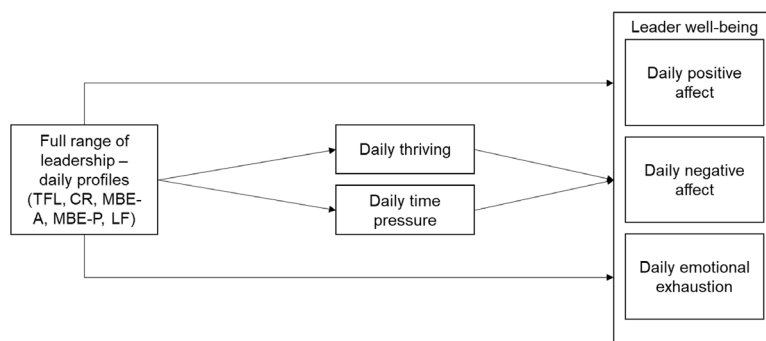 Leader well-being
Daily positive
affect
Full range of
leadership –
daily profiles
(TFL, CR, MBE-
A, MBE-P, LF)
Daily thriving
Daily time
pressure
Daily negative
affect
Daily emotional
exhaustion